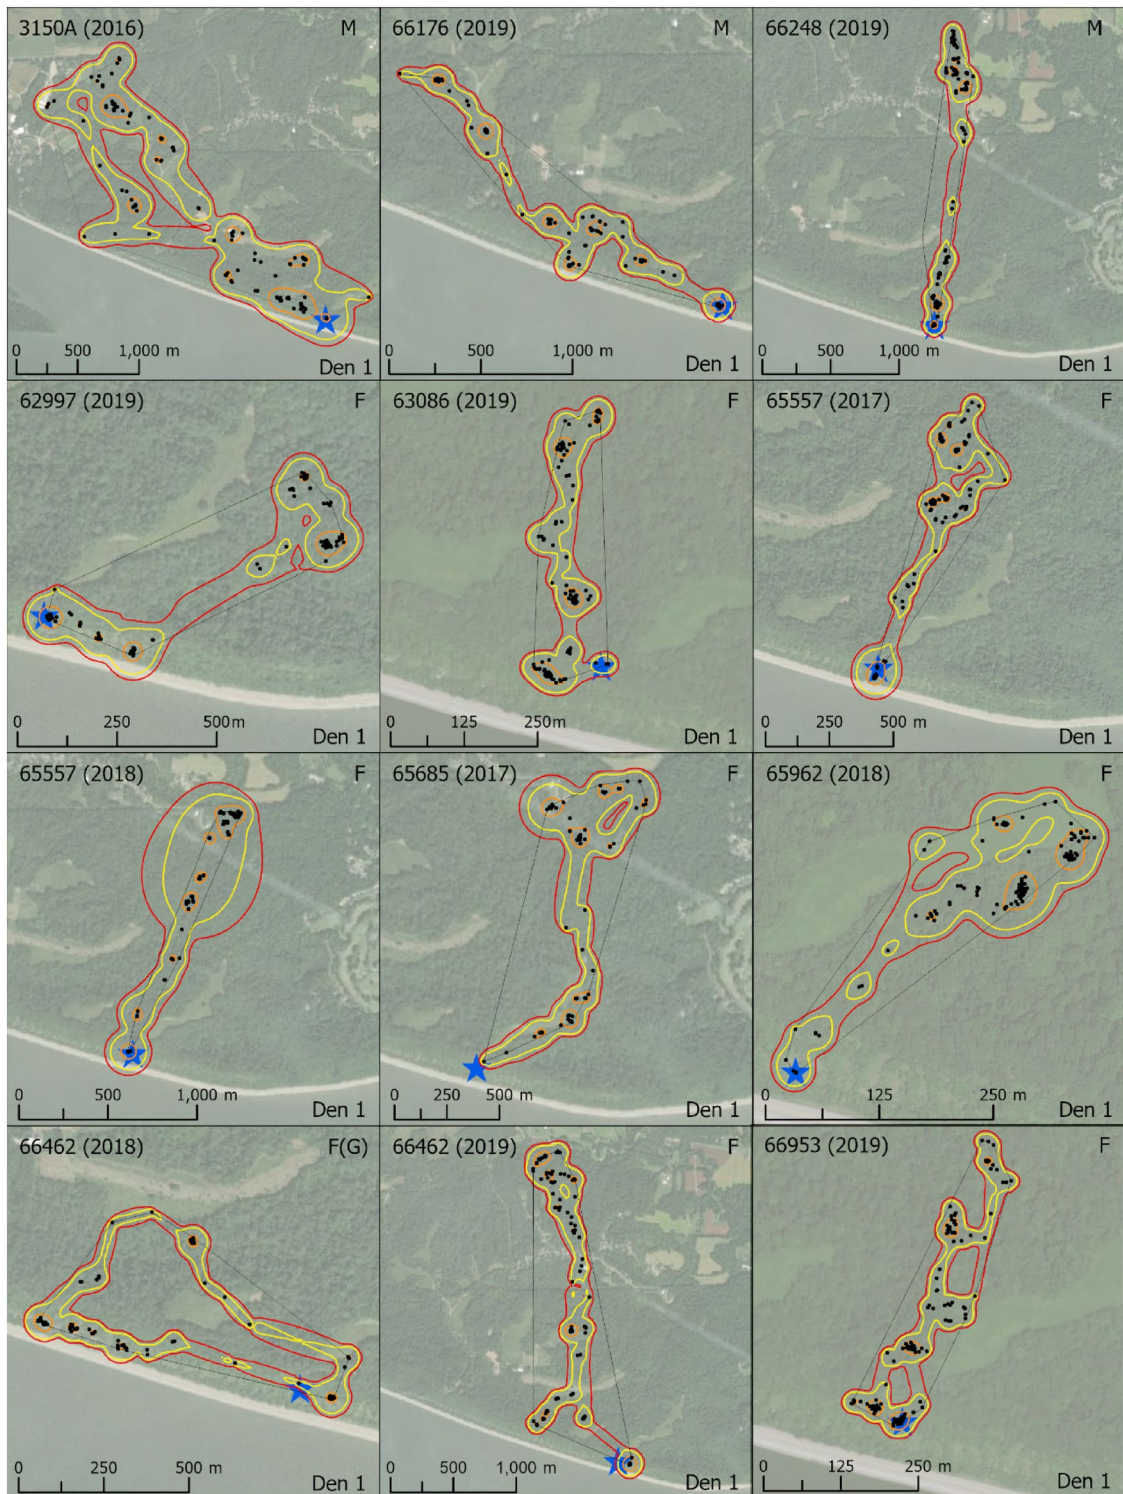 3150A (2016) M
0 500 1,000 m
Den 1
66176 (2019) M
0 500 1,000 m
Den 1
66248 (2019) M
0 500 1,000 m
Den 1
62997 (2019) F
0 250 500m
Den 1
63086 (2019) F
0 125 250m
Den 1
65557 (2017) F
0 250 500 m
Den 1
65557 (2018) F
0 500 1,000 m
Den 1
65685 (2017) F
0 250 500 m
Den 1
65962 (2018) F
0 125 250 m
Den 1
66462 (2018) F(G)
0 250 500 m
Den 1
66462 (2019) F
0 500 1,000 m
Den 1
66953 (2019) F
0 125 250 m
Den 1